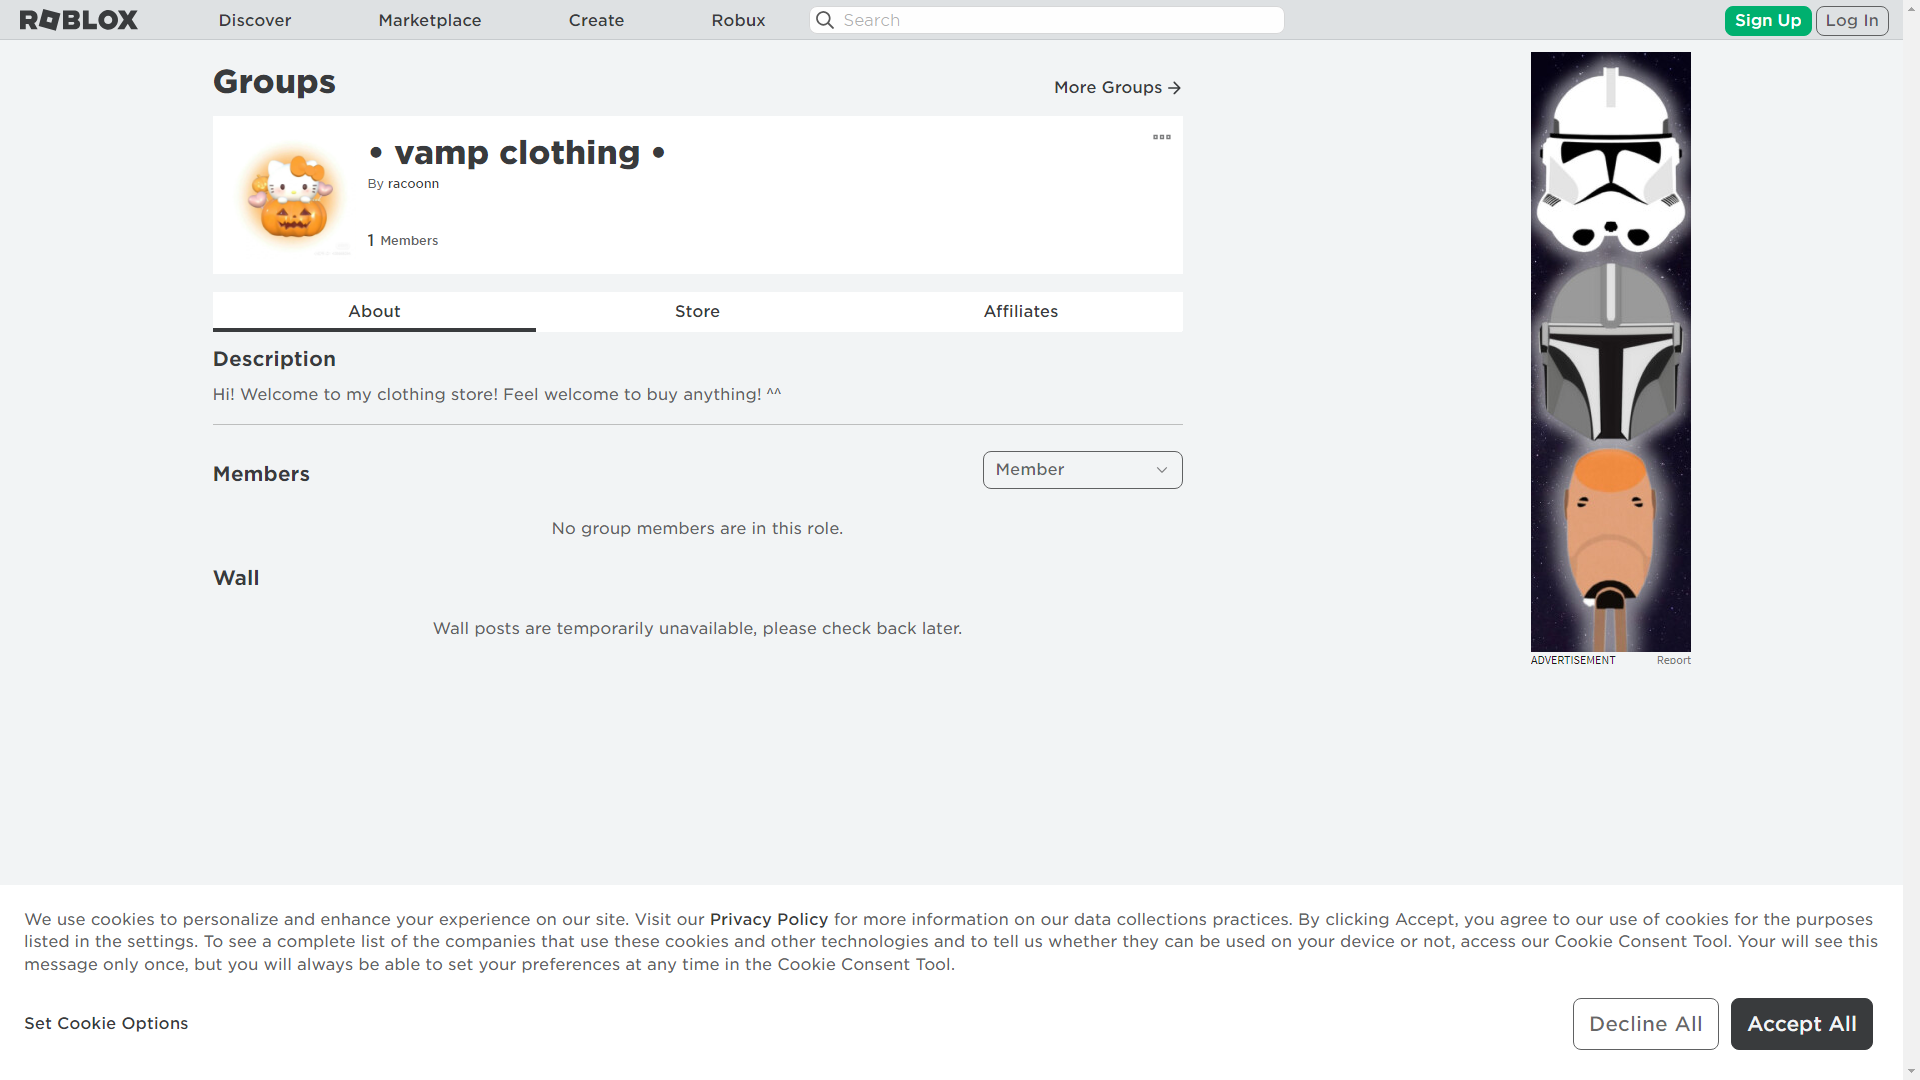 ROBLOX
Discover
Marketplace
Create
Robux
Search
Sign Up
Log In
Groups
More Groups
• vamp clothing •
By racoonn
1 Members
About
Store
Affiliates
Description
Hi! Welcome to my clothing store! Feel welcome to buy anything! ^^
Members
Member
No group members are in this role.
Wall
Wall posts are temporarily unavailable, please check back later.
ADVERTISEMENT
Report
We use cookies to personalize and enhance your experience on our site. Visit our Privacy Policy for more information on our data collections practices. By clicking Accept, you agree to our use of cookies for the purposes
listed in the settings. To see a complete list of the companies that use these cookies and other technologies and to tell us whether they can be used on your device or not, access our Cookie Consent Tool. Your will see this
message only once, but you will always be able to set your preferences at any time in the Cookie Consent Tool.
Set Cookie Options
Decline All
Accept All